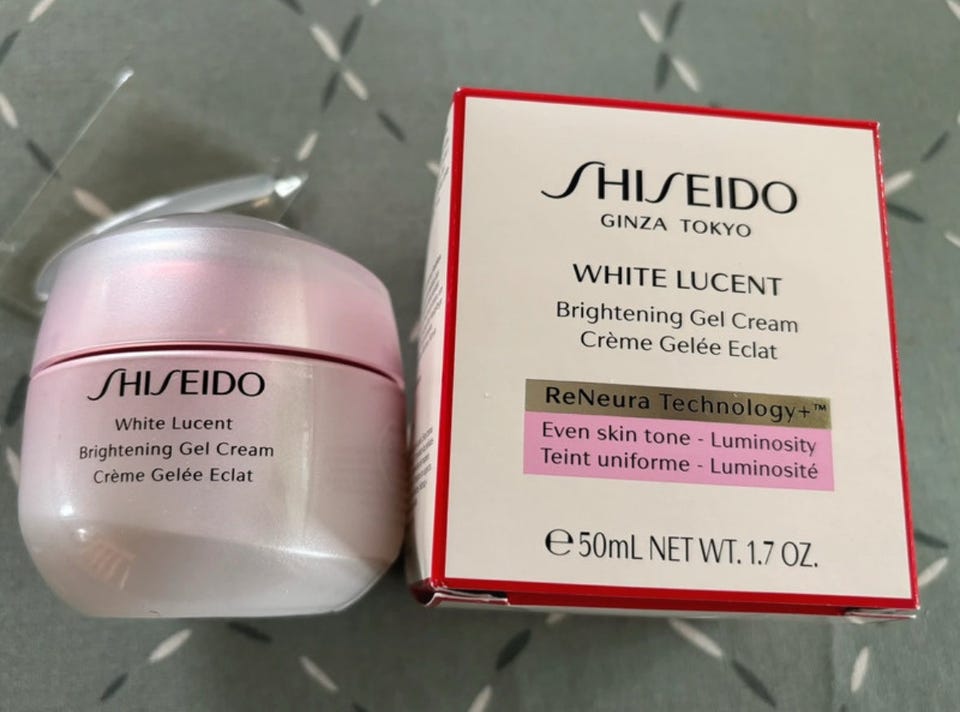 SHISEIDO
White Lucent
Brightening Gel Cream
Crème Gelée Eclat
SHISEIDO
GINZA TOKYO
WHITE LUCENT
Brightening Gel Cream
Crème Gelée Eclat
ReNeura Technology+™
Even skin tone - Luminosity
Teint uniforme - Luminosité
℮50mL NET WT. 1.7 OZ.